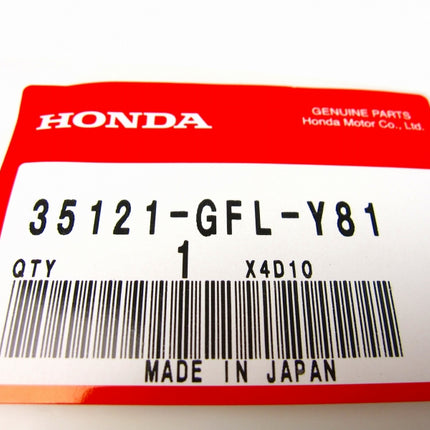 HONDA
GENUINE PARTS
Honda Motor Co., Ltd.
35121-GFL-Y81
QTY 1 X4D10
MADE IN JAPAN